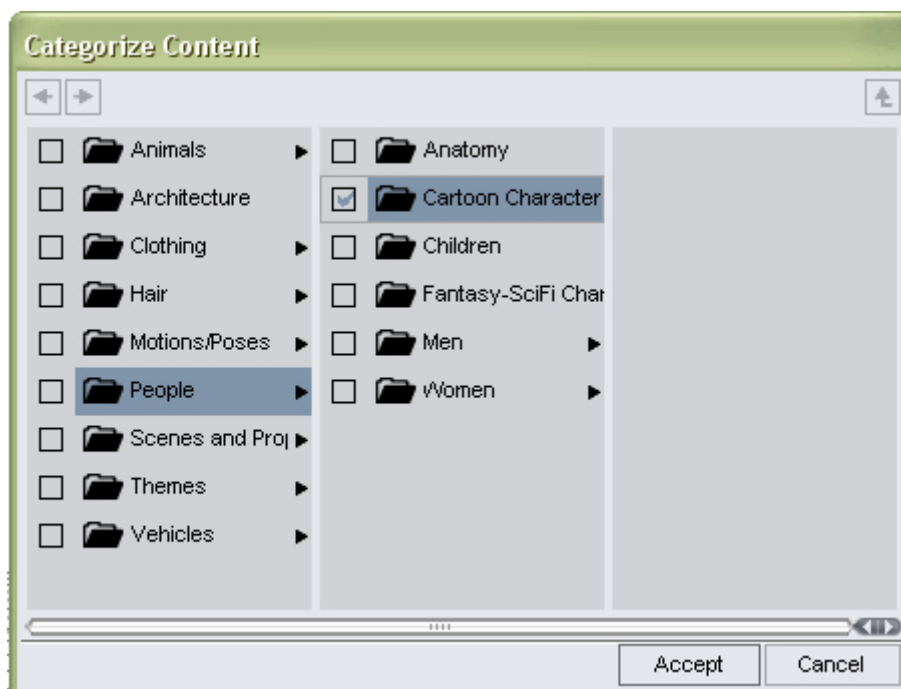 Categorize Content
Animals
Architecture
Clothing
Hair
Motions/Poses
People
Scenes and Proj
Themes
Vehicles
Anatomy
Cartoon Character
Children
Fantasy-SciFi Char
Men
Women
Accept
Cancel